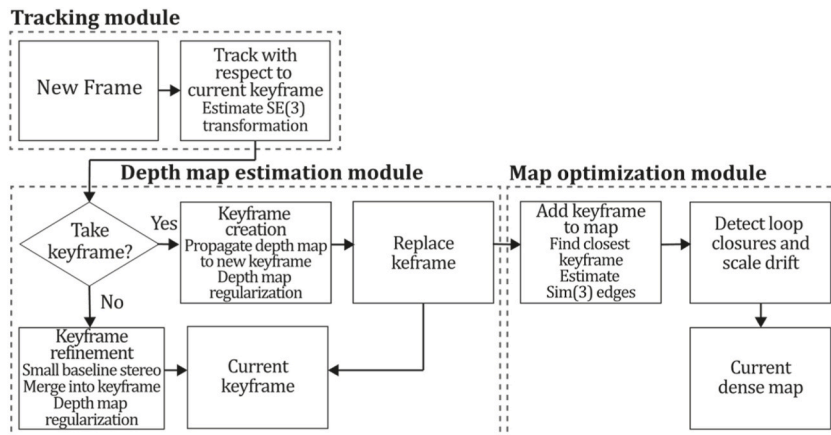 Tracking module
New Frame
Track with
respect to
current keyframe
Estimate SE(3)
transformation
Depth map estimation module
Take
keyframe?
Yes
No
Keyframe
creation
Propagate depth map
to new keyframe
Depth map
regularization
Replace
keframe
Keyframe
refinement
Small baseline stereo
Merge into keyframe
Depth map
regularization
Current
keyframe
Map optimization module
Add keyframe
to map
Find closest
keyframe
Estimate
Sim(3) edges
Detect loop
closures and
scale drift
Current
dense map